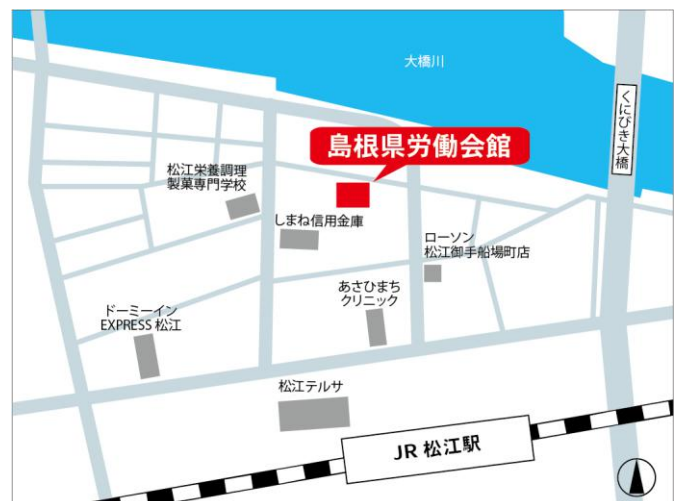 大橋川
くにびき大橋
島根県労働会館
松江栄養調理
製菓専門学校
しまね信用金庫
ローソン
松江御手船場町店
あさひまち
クリニック
ドーミーイン
EXPRESS 松江
松江テルサ
JR 松江駅